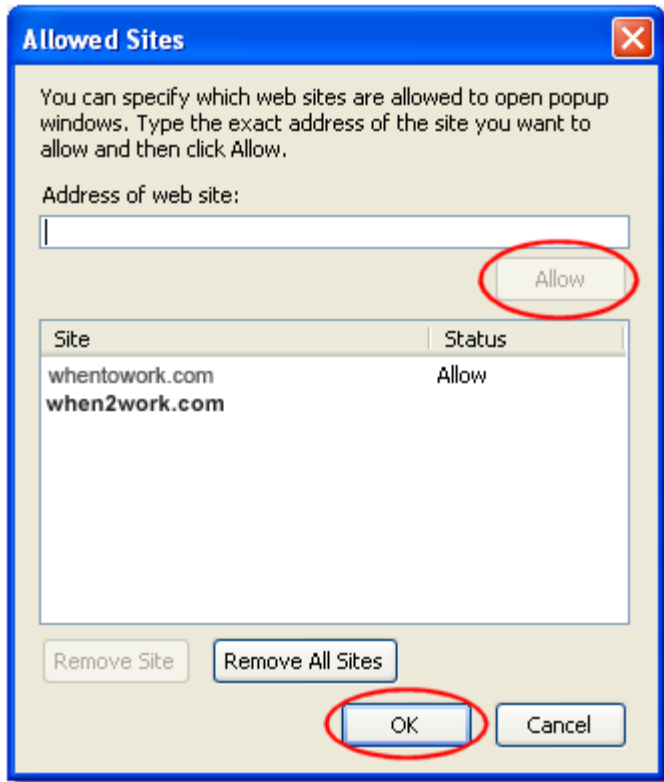 Allowed Sites
You can specify which web sites are allowed to open popup
windows. Type the exact address of the site you want to
allow and then click Allow.
Address of web site:
Allow
Site Status
whentowork.com Allow
when2work.com
Remove Site Remove All Sites
OK Cancel